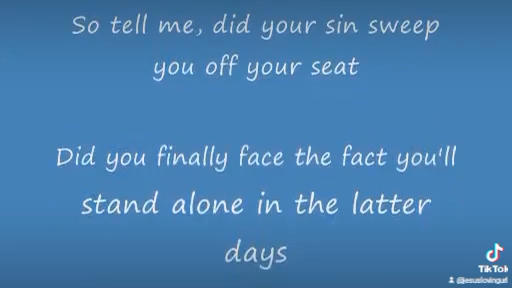 So tell me, did your sin sweep
you off your seat
Did you finally face the fact you'll
stand alone in the latter
days
TikTok
@jesuslovingurl